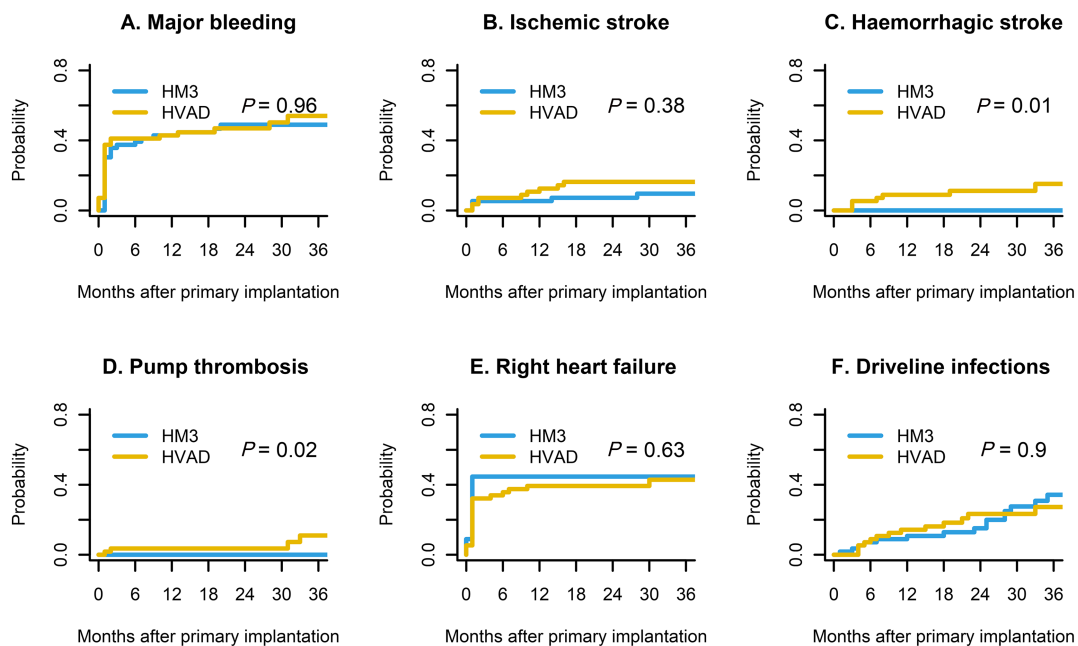 A. Major bleeding
0.8
0.4
0.0
Probability
HM3
HVAD
P = 0.96
0 6 12 18 24 30 36
Months after primary implantation
B. Ischemic stroke
0.8
0.4
0.0
Probability
HM3
HVAD
P = 0.38
0 6 12 18 24 30 36
Months after primary implantation
C. Haemorrhagic stroke
0.8
0.4
0.0
Probability
HM3
HVAD
P = 0.01
0 6 12 18 24 30 36
Months after primary implantation
D. Pump thrombosis
0.8
0.4
0.0
Probability
HM3
HVAD
P = 0.02
0 6 12 18 24 30 36
Months after primary implantation
E. Right heart failure
0.8
0.4
0.0
Probability
HM3
HVAD
P = 0.63
0 6 12 18 24 30 36
Months after primary implantation
F. Driveline infections
0.8
0.4
0.0
Probability
HM3
HVAD
P = 0.9
0 6 12 18 24 30 36
Months after primary implantation